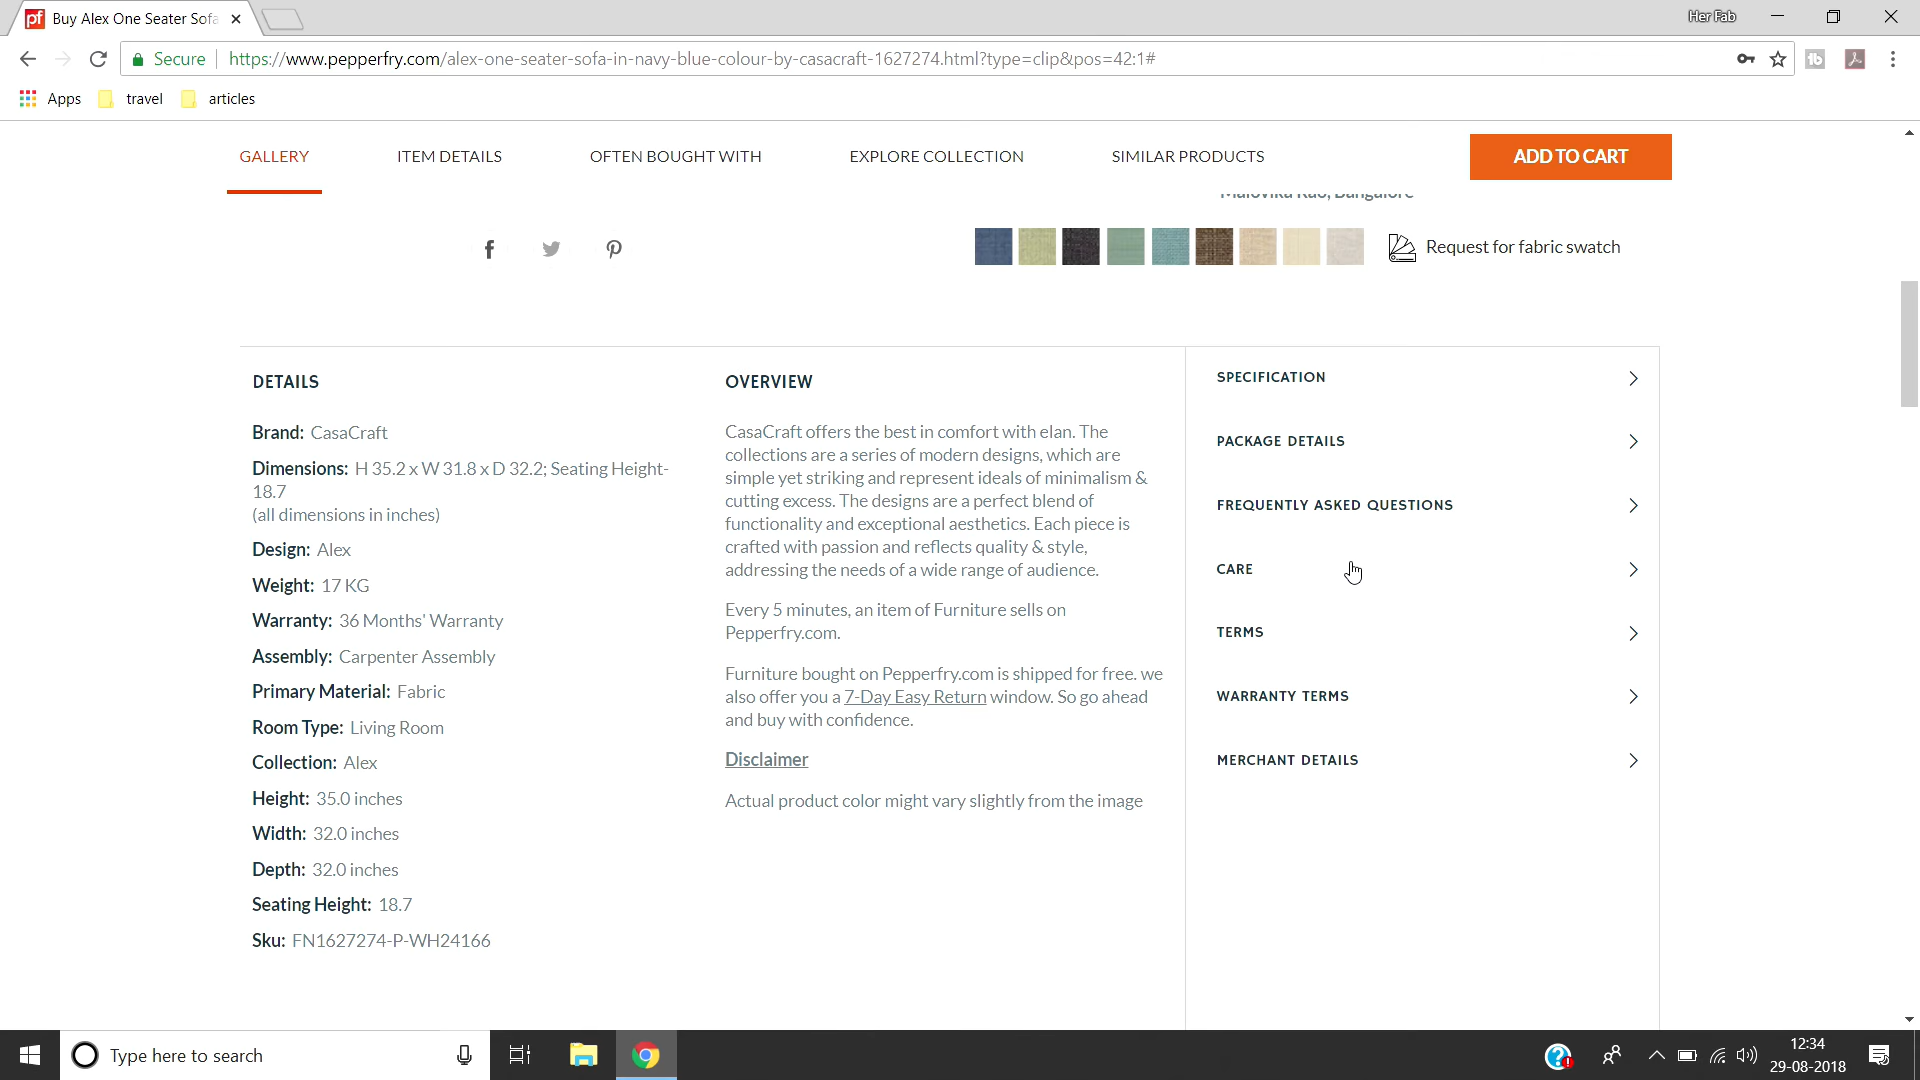 Buy Alex One Seater Sofa
Her Fab
Secure
https://www.pepperfry.com/alex-one-seater-sofa-in-navy-blue-colour-by-casacraft-1627274.html?type=clip&pos=42:1#
Apps
travel
articles
GALLERY
ITEM DETAILS
OFTEN BOUGHT WITH
EXPLORE COLLECTION
SIMILAR PRODUCTS
ADD TO CART
Request for fabric swatch
DETAILS
Brand: CasaCraft
Dimensions: H 35.2 x W 31.8 x D 32.2; Seating Height-
18.7
(all dimensions in inches)
Design: Alex
Weight: 17 KG
Warranty: 36 Months' Warranty
Assembly: Carpenter Assembly
Primary Material: Fabric
Room Type: Living Room
Collection: Alex
Height: 35.0 inches
Width: 32.0 inches
Depth: 32.0 inches
Seating Height: 18.7
Sku: FN1627274-P-WH24166
OVERVIEW
CasaCraft offers the best in comfort with elan. The
collections are a series of modern designs, which are
simple yet striking and represent ideals of minimalism &
cutting excess. The designs are a perfect blend of
functionality and exceptional aesthetics. Each piece is
crafted with passion and reflects quality & style,
addressing the needs of a wide range of audience.
Every 5 minutes, an item of Furniture sells on
Pepperfry.com.
Furniture bought on Pepperfry.com is shipped for free. we
also offer you a 7-Day Easy Return window. So go ahead
and buy with confidence.
Disclaimer
Actual product color might vary slightly from the image
SPECIFICATION
PACKAGE DETAILS
FREQUENTLY ASKED QUESTIONS
CARE
TERMS
WARRANTY TERMS
MERCHANT DETAILS
Type here to search
12:34
29-08-2018